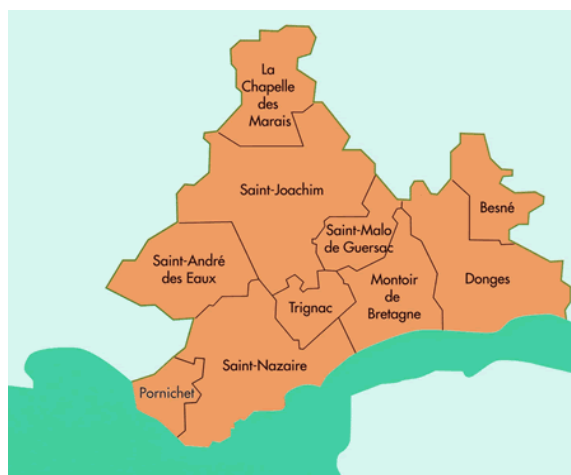 La
Chapelle
des
Marais
Saint-Joachim
Besné
Saint-Malo
de Guersac
Saint-André
des Eaux
Montoir
de
Bretagne
Donges
Trignac
Saint-Nazaire
Pornichet